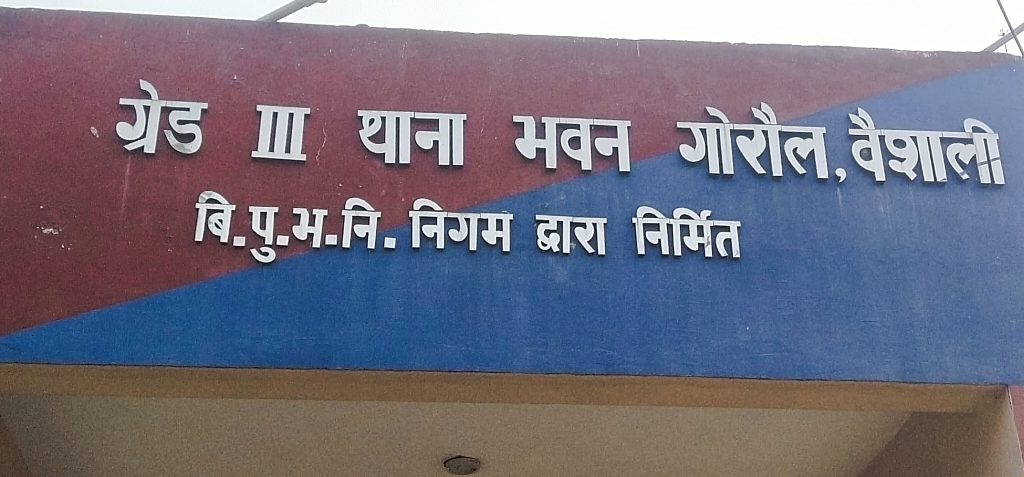 ग्रेड III थाना भवन गोरौल, वैशाली
बि.पु.भ.नि. निगम द्वारा निर्मित